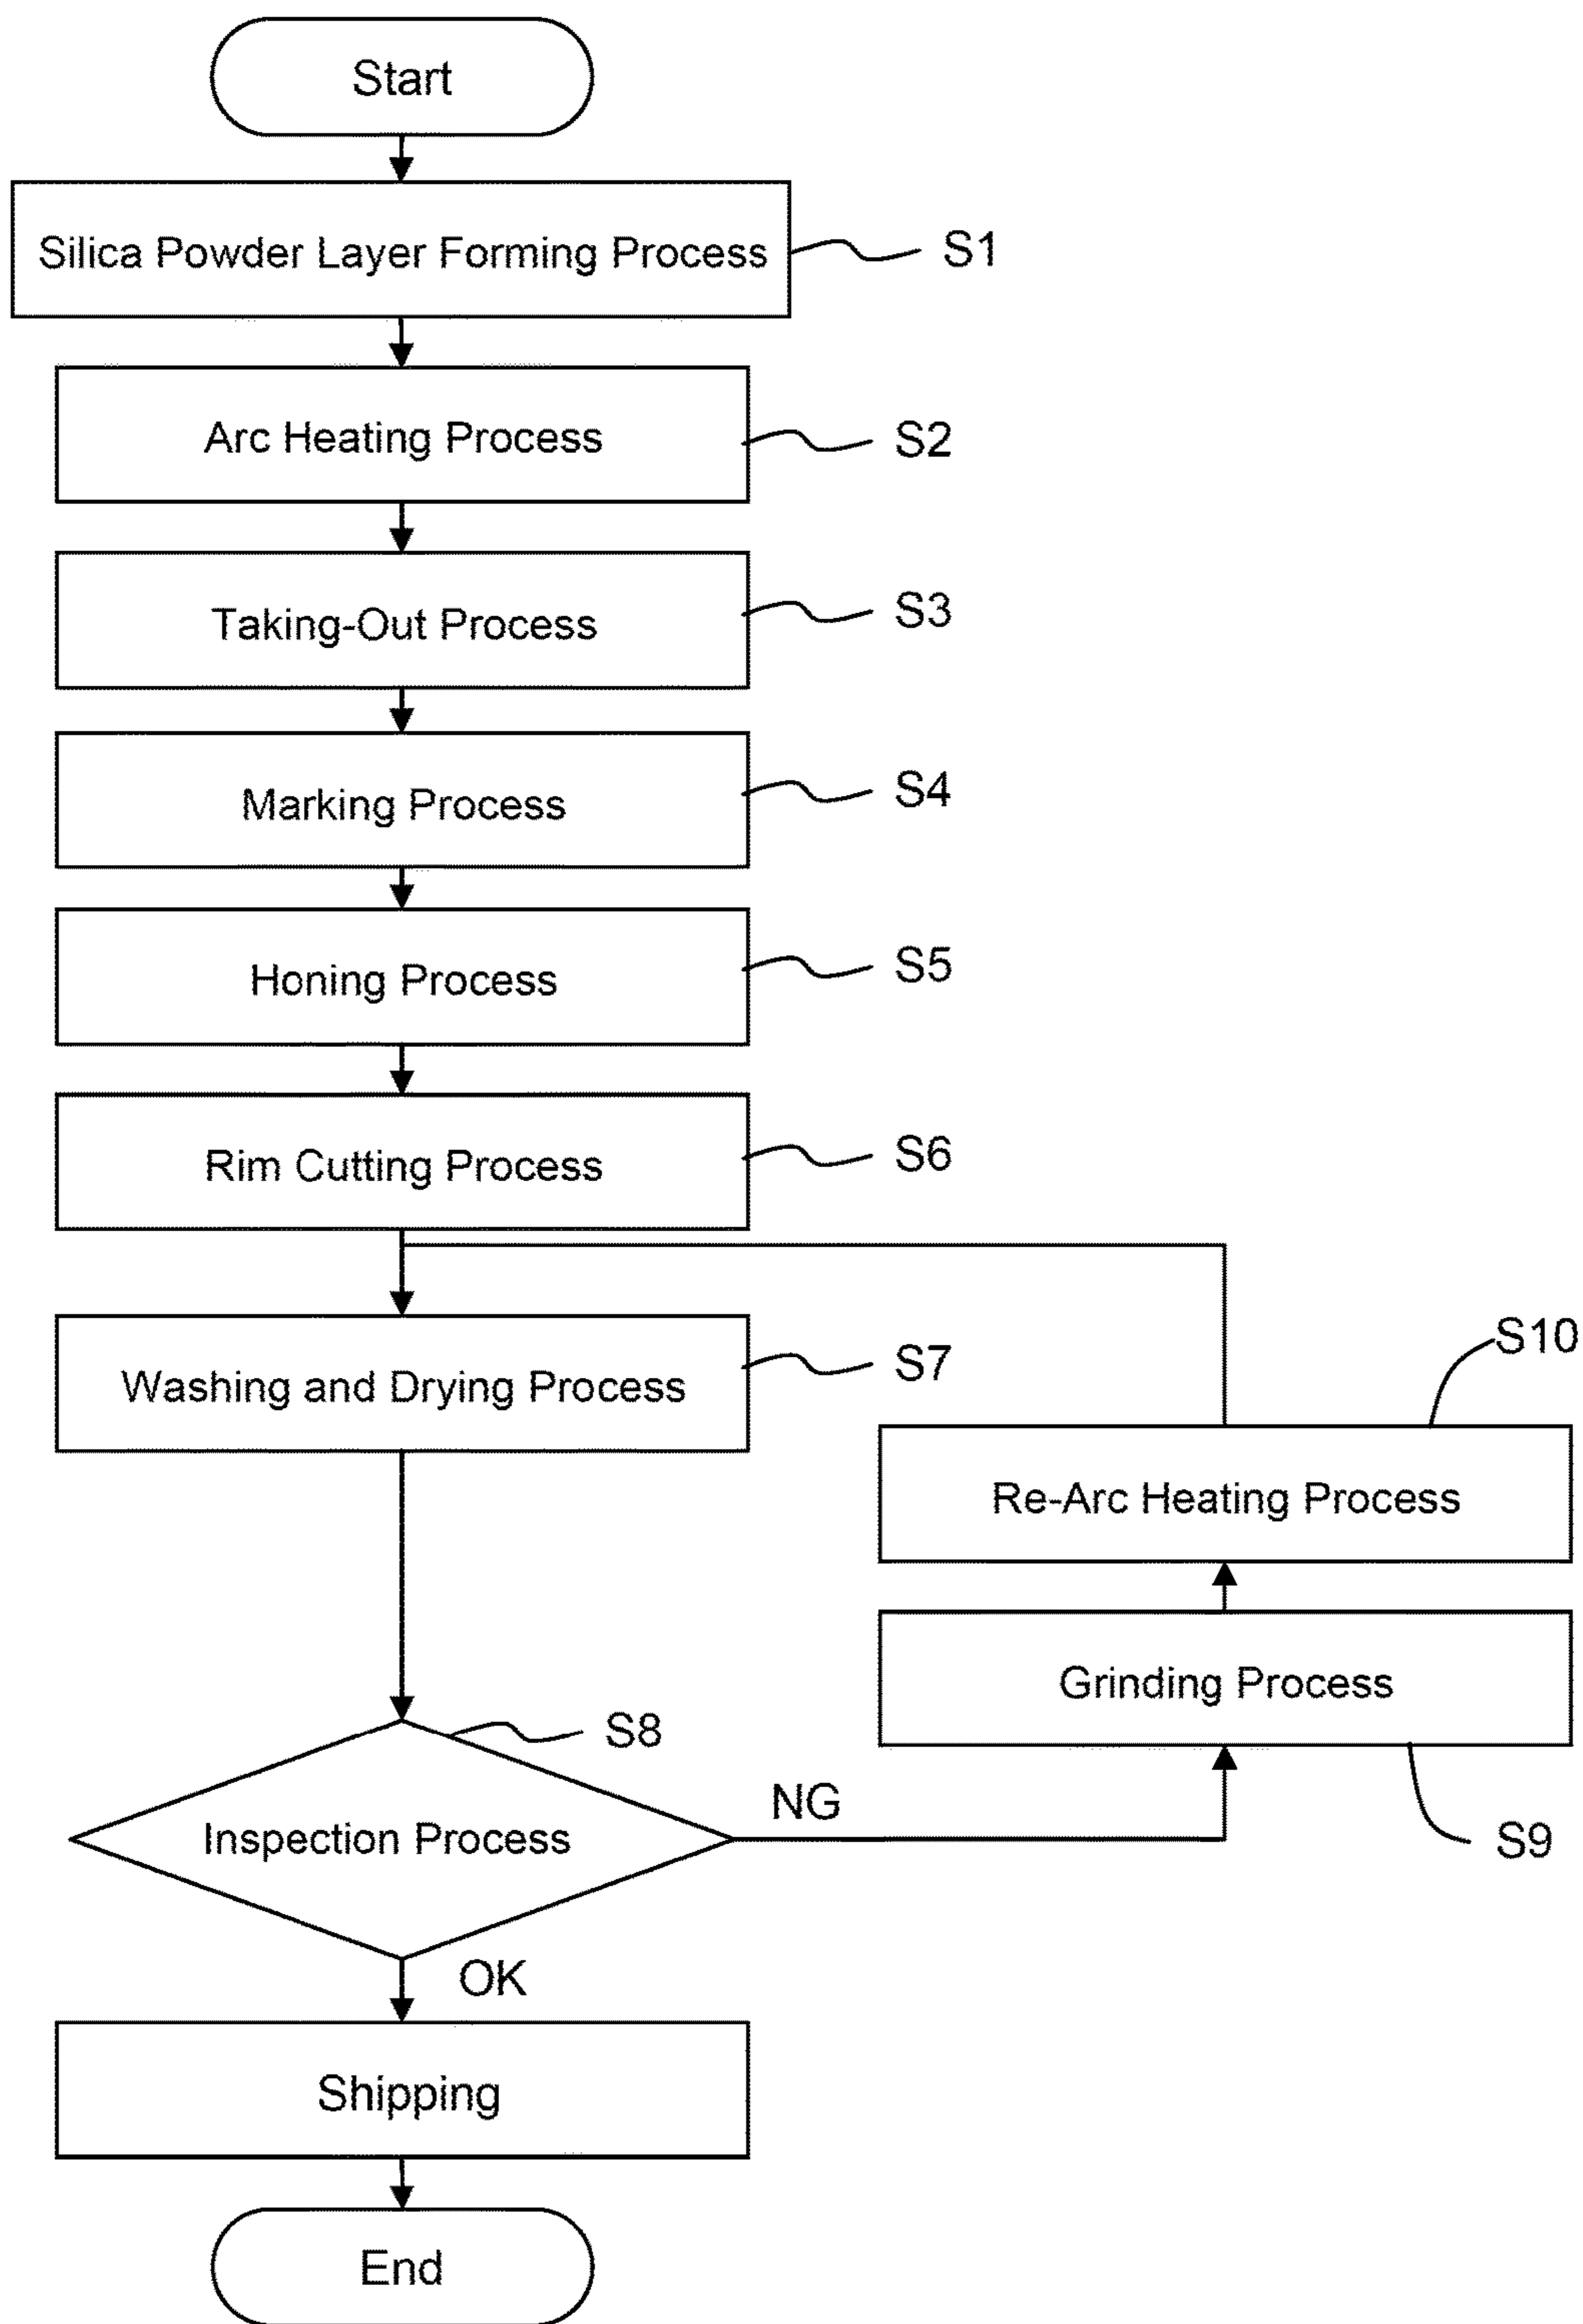 Start
Silica Powder Layer Forming Process
S1
Arc Heating Process
S2
Taking-Out Process
S3
Marking Process
S4
Honing Process
S5
Rim Cutting Process
S6
Washing and Drying Process
S7
S10
Re-Arc Heating Process
Grinding Process
S9
S8
Inspection Process
NG
OK
Shipping
End